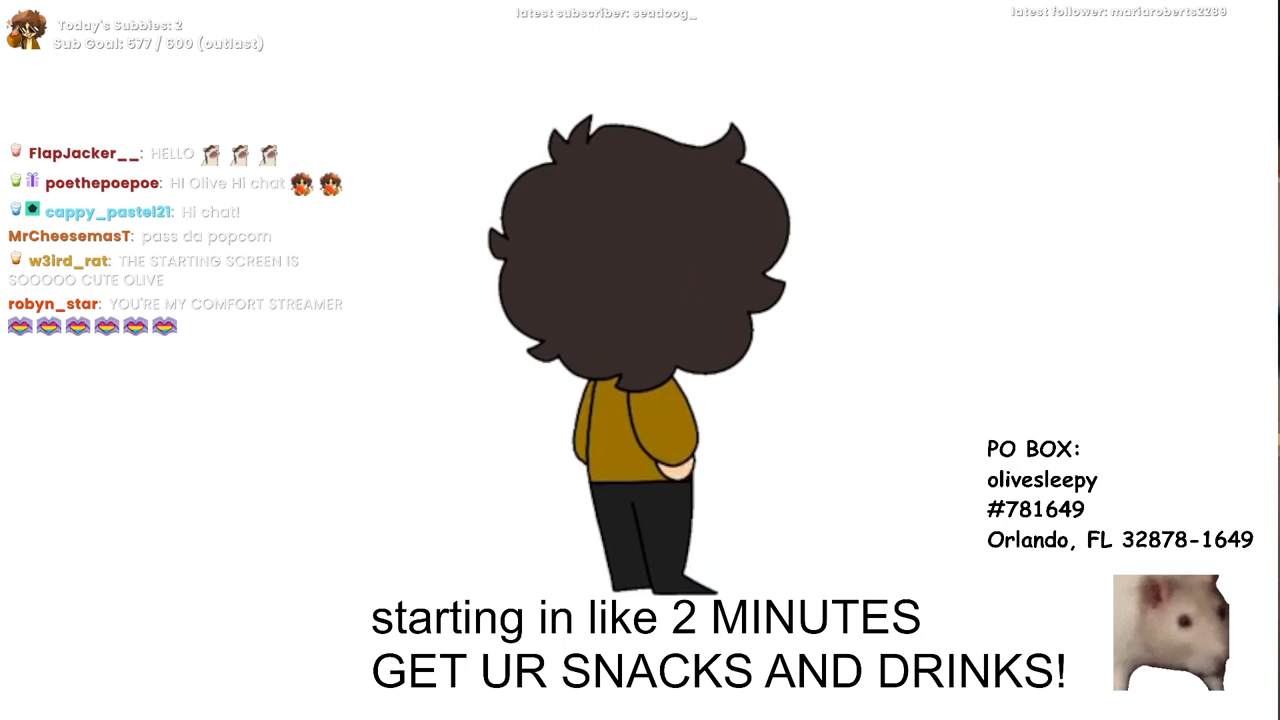 Today's Subbies: 2
Sub Goal: 577 / 600 (outlast)
latest subscriber: seadoog_
latest follower: mariaroberts2289
FlapJacker__: HELLO
poethepoepoe: HI Olive Hi chat
cappy_pastel21: Hi chat!
MrCheesemasT: pass da popcorn
w3ird_rat: THE STARTING SCREEN IS
SOOOOO CUTE OLIVE
robyn_star: YOU'RE MY COMFORT STREAMER
PO BOX:
olivesleepy
#781649
Orlando, FL 32878-1649
starting in like 2 MINUTES
GET UR SNACKS AND DRINKS!